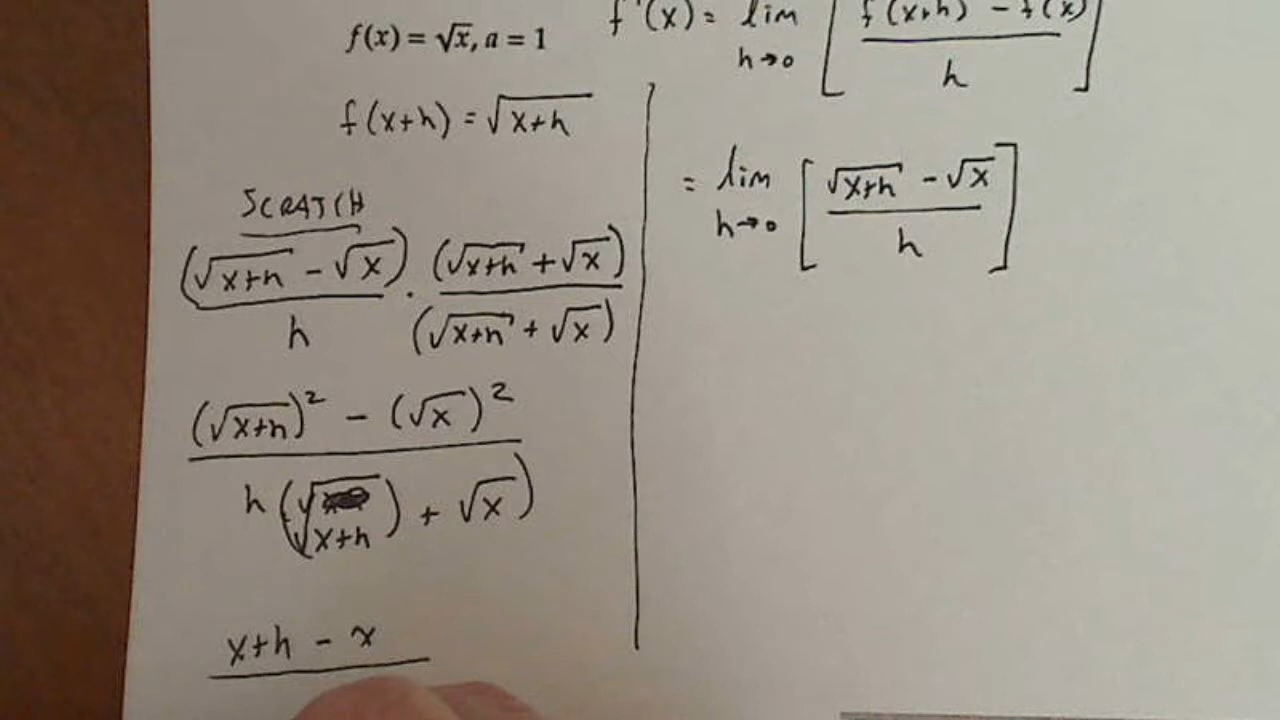 f(x) = √x, a = 1
f'(x) = lim h→0 [ f(x+h) - f(x) / h ]
f(x+h) = √x+h
= lim h→0 [ √x+h - √x / h ]
SCRATCH
(√x+h - √x) / h · (√x+h + √x) / (√x+h + √x)
(√x+h)² - (√x)²
h(√x+h) + √x)
x+h - x